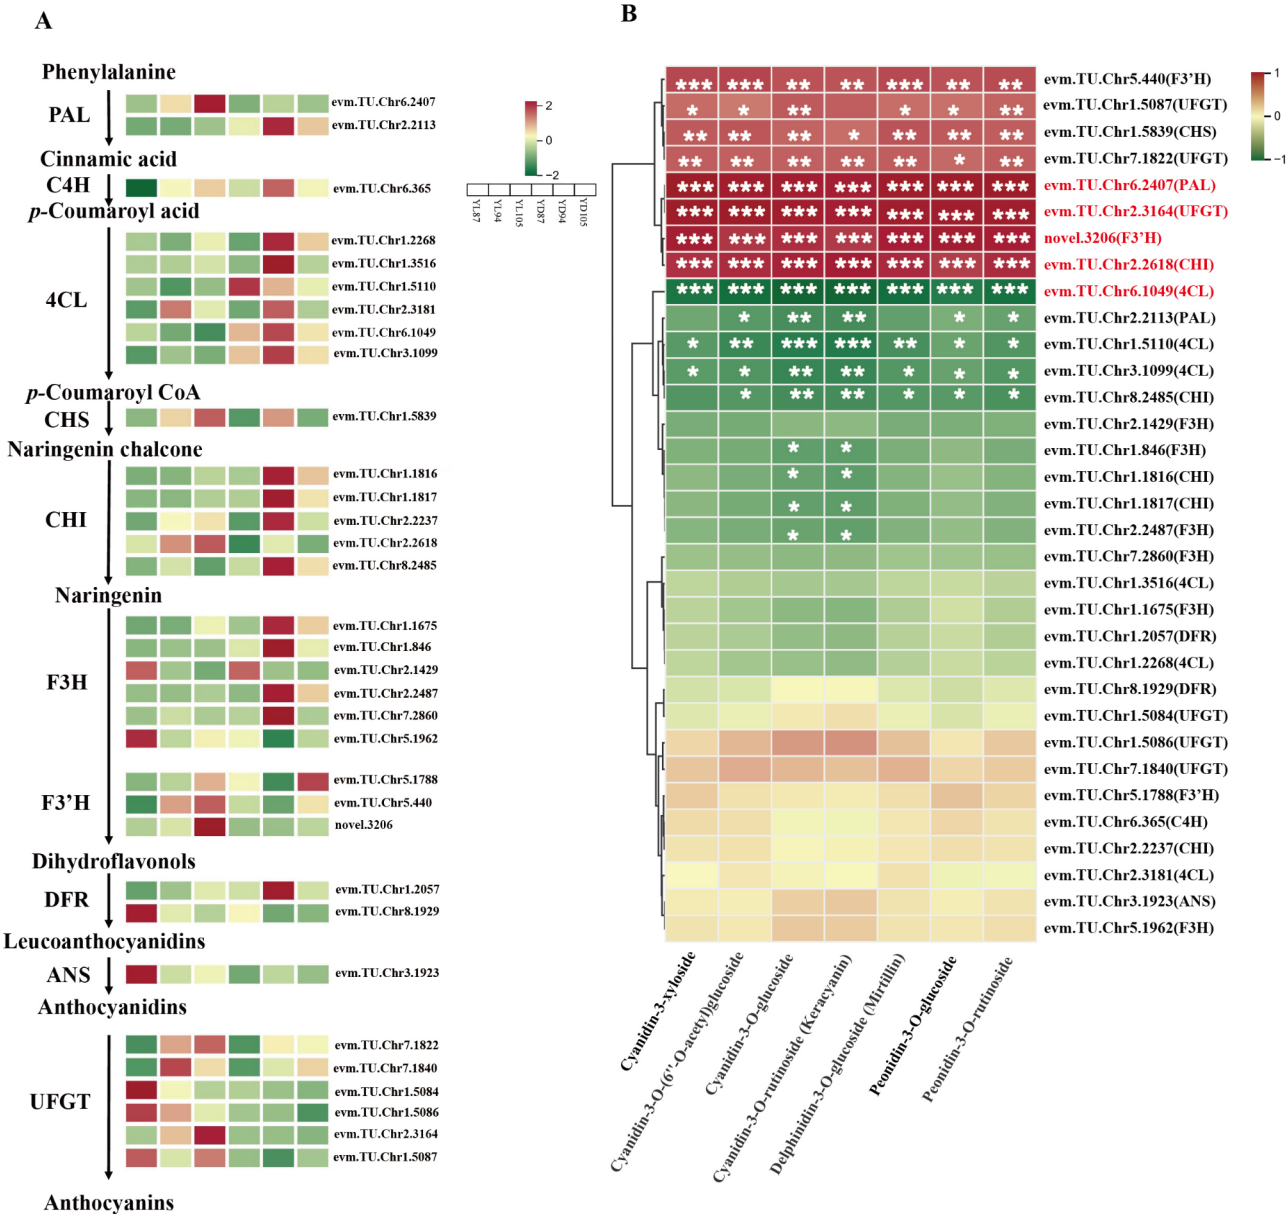 A
Phenylalanine
PAL
evm.TU.Chr6.2407
evm.TU.Chr2.2113
Cinnamic acid
C4H
evm.TU.Chr6.365
p-Coumaroyl acid
4CL
evm.TU.Chr1.2268
evm.TU.Chr1.3516
evm.TU.Chr1.5110
evm.TU.Chr2.3181
evm.TU.Chr6.1049
evm.TU.Chr3.1099
p-Coumaroyl CoA
CHS
evm.TU.Chr1.5839
Naringenin chalcone
CHI
evm.TU.Chr1.1816
evm.TU.Chr1.1817
evm.TU.Chr2.2237
evm.TU.Chr2.2618
evm.TU.Chr8.2485
Naringenin
F3H
evm.TU.Chr1.1675
evm.TU.Chr1.846
evm.TU.Chr2.1429
evm.TU.Chr2.2487
evm.TU.Chr7.2860
evm.TU.Chr5.1962
F3’H
evm.TU.Chr5.1788
evm.TU.Chr5.440
novel.3206
Dihydroflavonols
DFR
evm.TU.Chr1.2057
evm.TU.Chr8.1929
Leucoanthocyanidins
ANS
evm.TU.Chr3.1923
Anthocyanidins
UFGT
evm.TU.Chr7.1822
evm.TU.Chr7.1840
evm.TU.Chr1.5084
evm.TU.Chr1.5086
evm.TU.Chr2.3164
evm.TU.Chr1.5087
Anthocyanins
2
0
−2
YL87
YL94
YL105
YD87
YD94
YD105
B
*** *** ** ** *** ** ** evm.TU.Chr5.440(F3’H)
* * ** * * ** evm.TU.Chr1.5087(UFGT)
** ** ** * ** ** ** evm.TU.Chr1.5839(CHS)
** ** ** ** ** * ** evm.TU.Chr7.1822(UFGT)
*** *** *** *** *** *** *** evm.TU.Chr6.2407(PAL)
*** *** *** *** *** *** *** evm.TU.Chr2.3164(UFGT)
*** *** *** *** *** *** *** novel.3206(F3’H)
*** *** *** *** *** *** *** evm.TU.Chr2.2618(CHI)
*** *** *** *** *** *** *** evm.TU.Chr6.1049(4CL)
* ** ** * * evm.TU.Chr2.2113(PAL)
* ** *** *** ** * * evm.TU.Chr1.5110(4CL)
* * ** ** * * * evm.TU.Chr3.1099(4CL)
* ** ** * * * evm.TU.Chr8.2485(CHI)
evm.TU.Chr2.1429(F3H)
* * evm.TU.Chr1.846(F3H)
* * evm.TU.Chr1.1816(CHI)
* * evm.TU.Chr1.1817(CHI)
* * evm.TU.Chr2.2487(F3H)
evm.TU.Chr7.2860(F3H)
evm.TU.Chr1.3516(4CL)
evm.TU.Chr1.1675(F3H)
evm.TU.Chr1.2057(DFR)
evm.TU.Chr1.2268(4CL)
evm.TU.Chr8.1929(DFR)
evm.TU.Chr1.5084(UFGT)
evm.TU.Chr1.5086(UFGT)
evm.TU.Chr7.1840(UFGT)
evm.TU.Chr5.1788(F3’H)
evm.TU.Chr6.365(C4H)
evm.TU.Chr2.2237(CHI)
evm.TU.Chr2.3181(4CL)
evm.TU.Chr3.1923(ANS)
evm.TU.Chr5.1962(F3H)
Cyanidin-3-xyloside
Cyanidin-3-O-(6''-O-acetyl)glucoside
Cyanidin-3-O-glucoside
Cyanidin-3-O-rutinoside (Keracyanin)
Delphinidin-3-O-glucoside (Mirtillin)
Peonidin-3-O-glucoside
Peonidin-3-O-rutinoside
1
0
−1